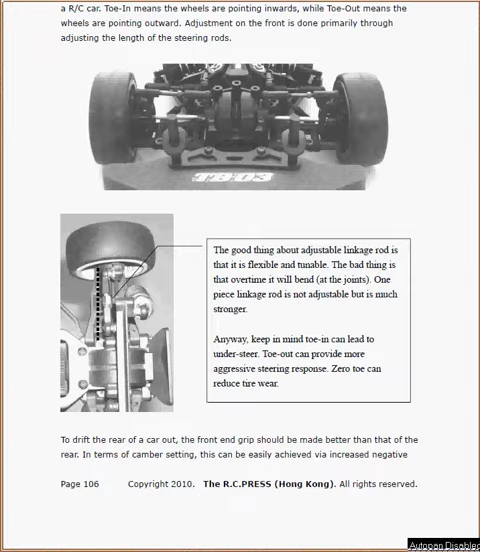 a R/C car. Toe-In means the wheels are pointing inwards, while Toe-Out means the
wheels are pointing outward. Adjustment on the front is done primarily through
adjusting the length of the steering rods.
TB03
The good thing about adjustable linkage rod is
that it is flexible and tunable. The bad thing is
that overtime it will bend (at the joints). One
piece linkage rod is not adjustable but is much
stronger.
Anyway, keep in mind toe-in can lead to
under-steer. Toe-out can provide more
aggressive steering response. Zero toe can
reduce tire wear.
To drift the rear of a car out, the front end grip should be made better than that of the
rear. In terms of camber setting, this can be easily achieved via increased negative
Page 106 Copyright 2010. The R.C.PRESS (Hong Kong). All rights reserved.
Autopan Disabled